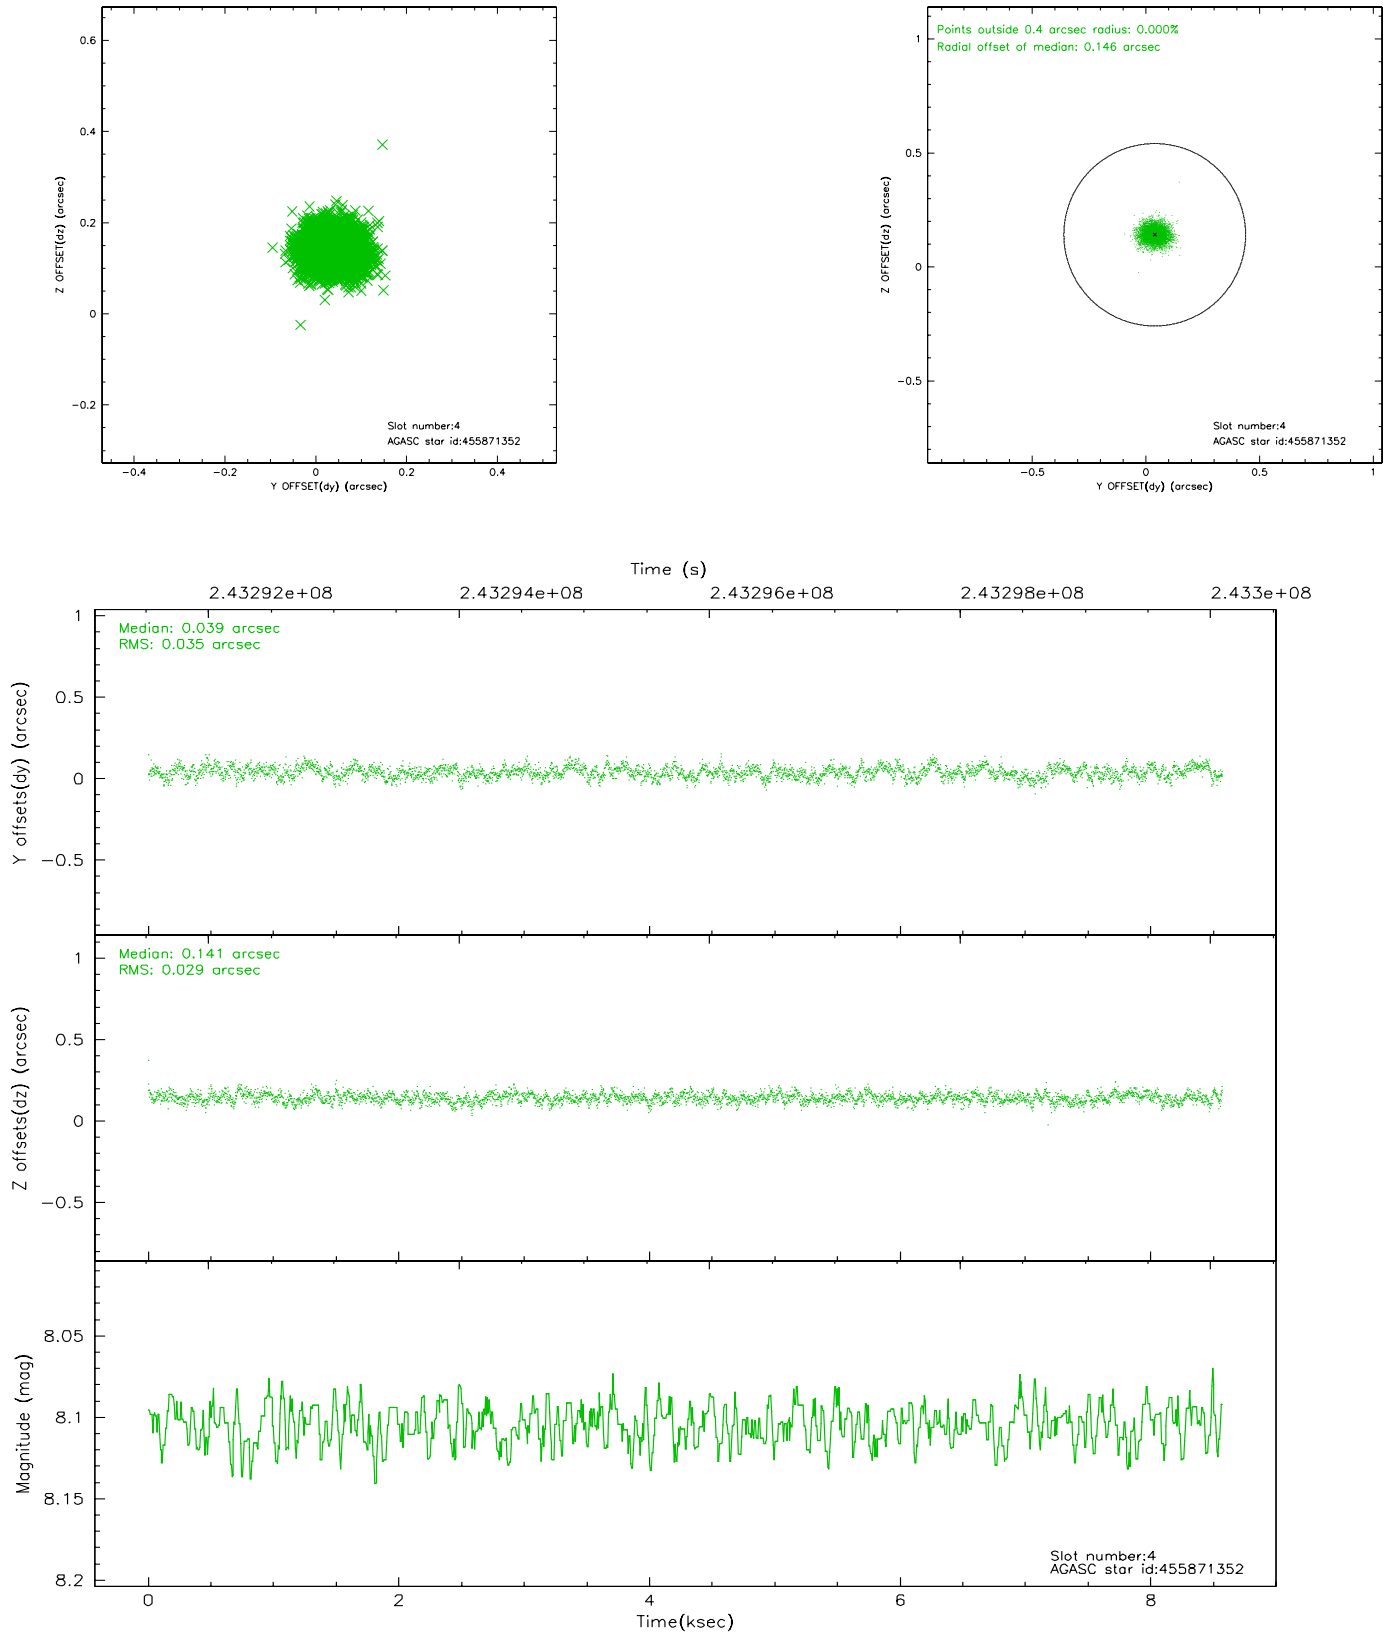 0.6
0.4
0.2
0
−0.2
Z OFFSET(dz) (arcsec)
Slot number:4
AGASC star id:455871352
−0.4 −0.2 0 0.2 0.4
Y OFFSET(dy) (arcsec)
Points outside 0.4 arcsec radius: 0.000%
Radial offset of median: 0.146 arcsec
1
0.5
0
−0.5
Z OFFSET(dz) (arcsec)
Slot number:4
AGASC star id:455871352
−0.5 0 0.5 1
Y OFFSET(dy) (arcsec)
Time (s)
2.43292e+08 2.43294e+08 2.43296e+08 2.43298e+08 2.433e+08
Median: 0.039 arcsec
RMS: 0.035 arcsec
1
0.5
0
−0.5
Y offsets(dy) (arcsec)
Median: 0.141 arcsec
RMS: 0.029 arcsec
1
0.5
0
−0.5
Z offsets(dz) (arcsec)
8.05
8.1
8.15
8.2
Magnitude (mag)
Slot number:4
AGASC star id:455871352
0 2 4 6 8
Time(ksec)